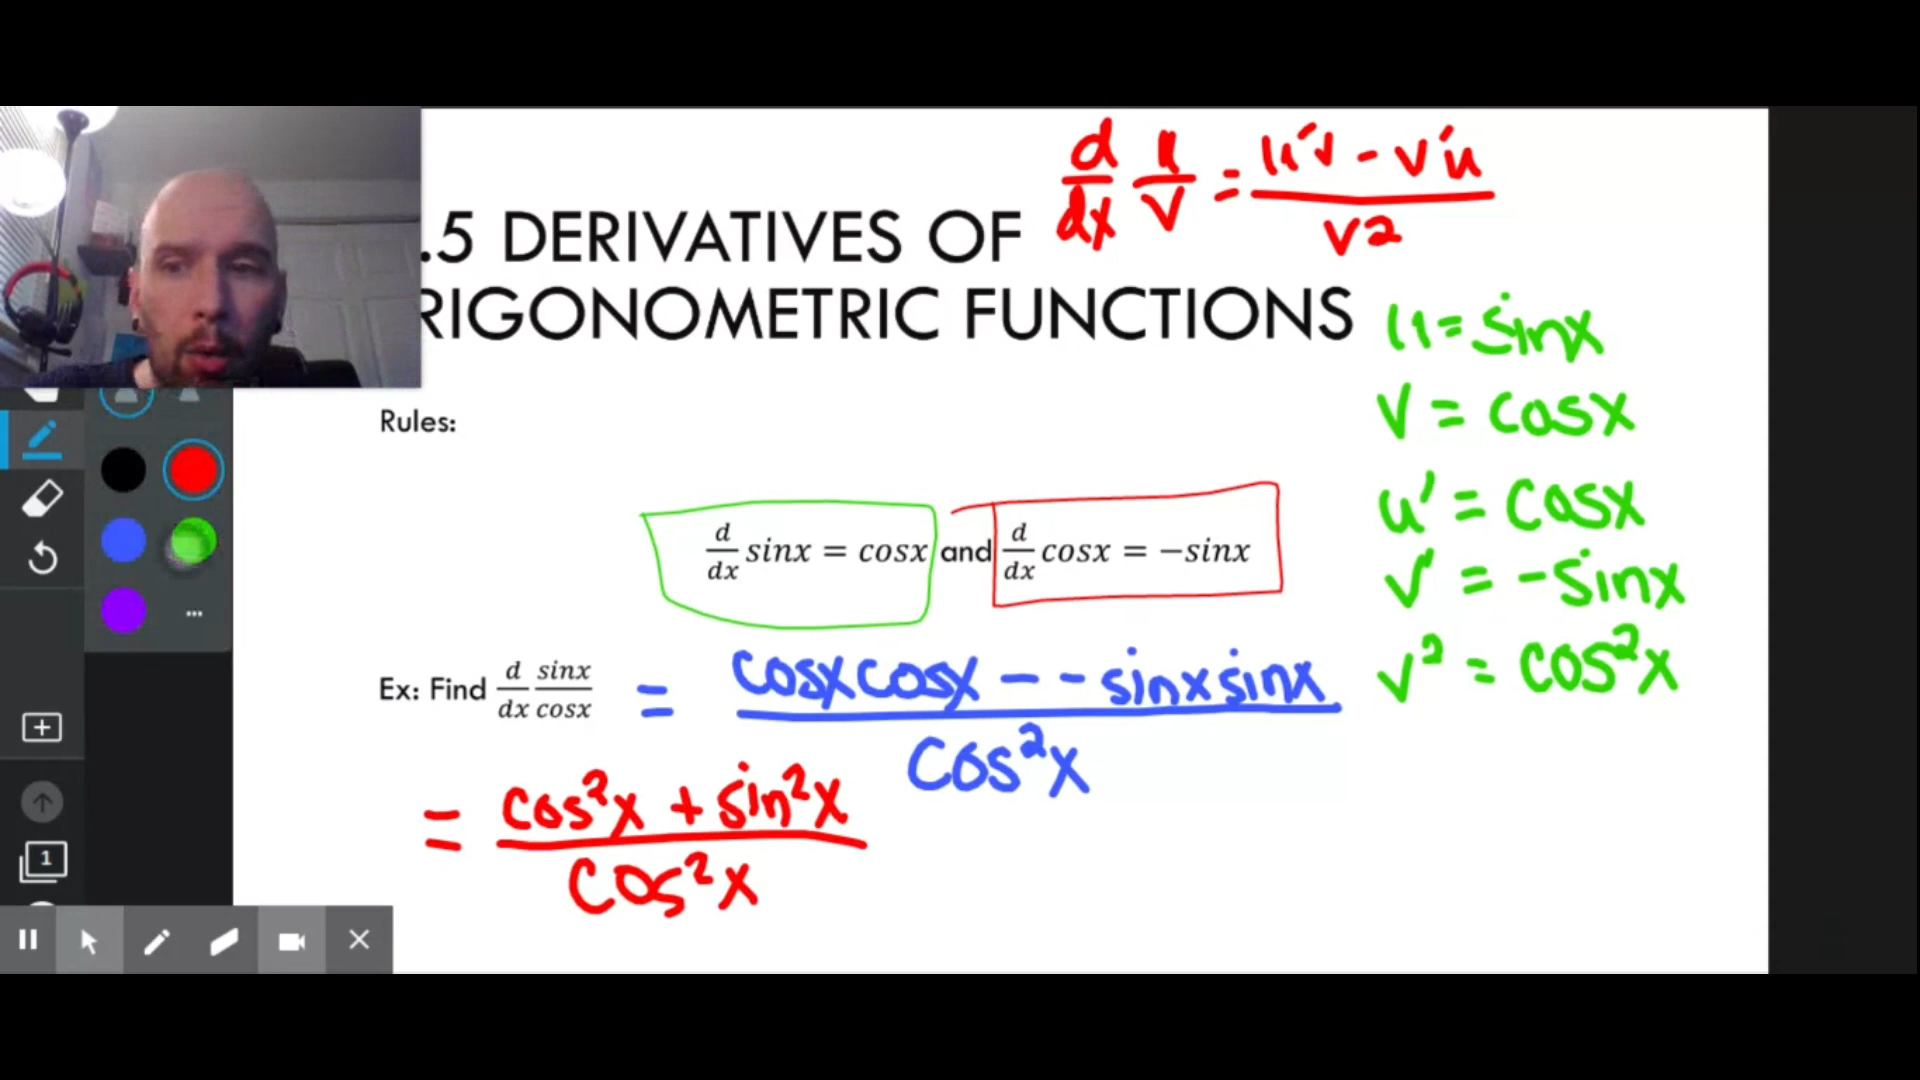 d/dx u/v = u'v - v'u / v2
.5 DERIVATIVES OF
RIGONOMETRIC FUNCTIONS
u = sinx
v = cosx
u' = cosx
v' = -sinx
v² = cos²x
Rules:
d/dx sinx = cosx and d/dx cosx = −sinx
Ex: Find d/dx sinx/cosx = cosxcosx - - sinxsinx / cos²x
= cos²x + sin²x / cos²x
1